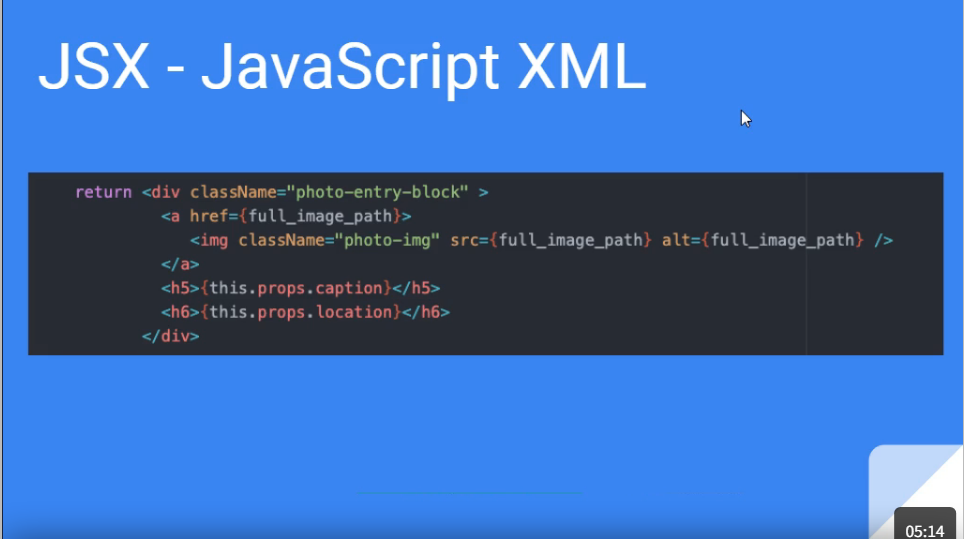 JSX - JavaScript XML
return <div className="photo-entry-block" >
<a href={full_image_path}>
<img className="photo-img" src={full_image_path} alt={full_image_path} />
</a>
<h5>{this.props.caption}</h5>
<h6>{this.props.location}</h6>
</div>
05:14